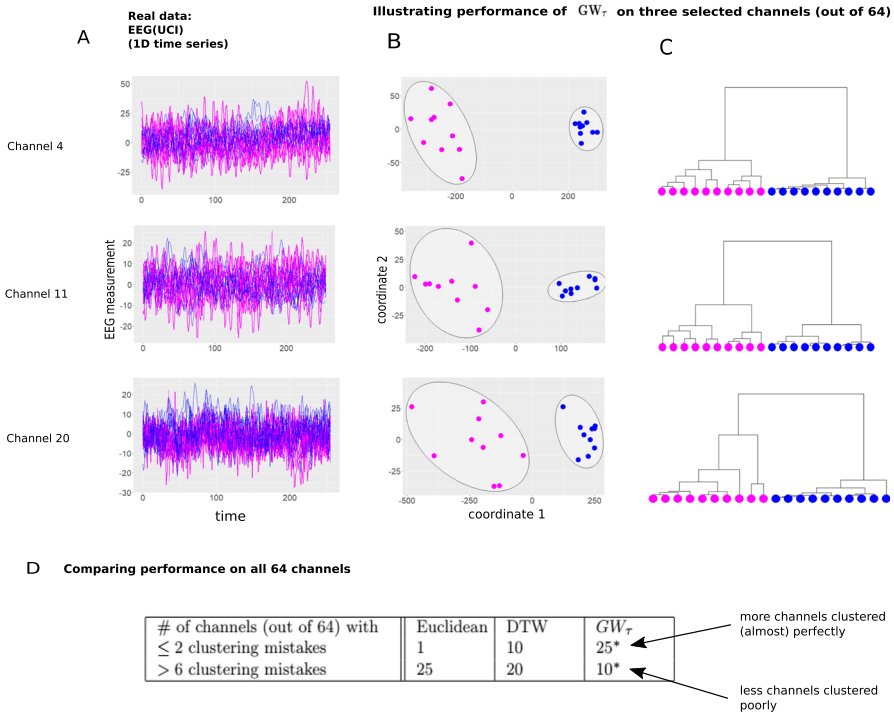 Real data:
EEG(UCI)
(1D time series)
Illustrating performance of GWτ on three selected channels (out of 64)
A
B
C
Channel 4
50
25
0
-25
0
100
200
50
0
-50
-200
0
200
Channel 11
EEG measurement
20
10
0
-10
-20
0
100
200
coordinate 2
50
25
0
-25
-200
-100
0
100
Channel 20
20
10
0
-10
-20
-30
0
100
200
time
25
0
-25
-500
-250
0
250
coordinate 1
D Comparing performance on all 64 channels
# of channels (out of 64) with Euclidean DTW GWτ
≤ 2 clustering mistakes 1 10 25*
> 6 clustering mistakes 25 20 10*
more channels clustered
(almost) perfectly
less channels clustered
poorly